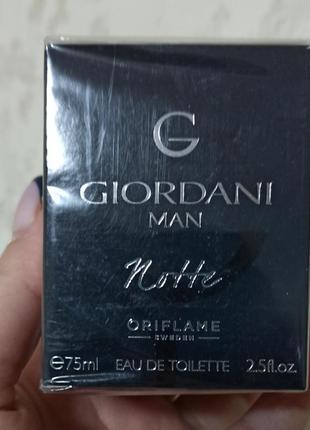 G
GIORDANI
MAN
Notte
ORIFLAME
SWEDEN
℮75ml EAU DE TOILETTE 2.5fl.oz.